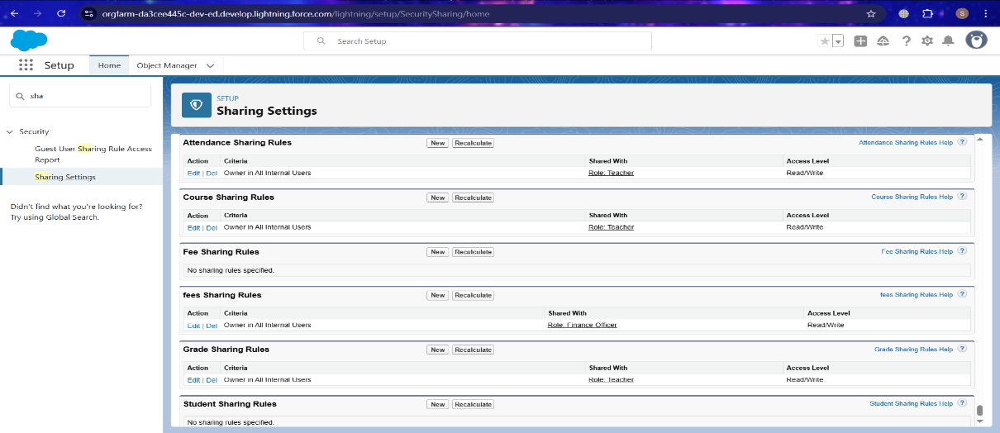 orgfarm-da3cee445c-dev-ed.develop.lightning.force.com/lightning/setup/SecuritySharing/home
S
Search Setup
Setup
Home
Object Manager
sha
Security
Guest User Sharing Rule Access
Report
Sharing Settings
Didn't find what you're looking for?
Try using Global Search.
SETUP
Sharing Settings
Attendance Sharing Rules New Recalculate Attendance Sharing Rules Help ?
Action Criteria Shared With Access Level
Edit | Del Owner in All Internal Users Role: Teacher Read/Write
Course Sharing Rules New Recalculate Course Sharing Rules Help ?
Action Criteria Shared With Access Level
Edit | Del Owner in All Internal Users Role: Teacher Read/Write
Fee Sharing Rules New Recalculate Fee Sharing Rules Help ?
No sharing rules specified.
fees Sharing Rules New Recalculate fees Sharing Rules Help ?
Action Criteria Shared With Access Level
Edit | Del Owner in All Internal Users Role: Finance Officer Read/Write
Grade Sharing Rules New Recalculate Grade Sharing Rules Help ?
Action Criteria Shared With Access Level
Edit | Del Owner in All Internal Users Role: Teacher Read/Write
Student Sharing Rules New Recalculate Student Sharing Rules Help ?
No sharing rules specified.